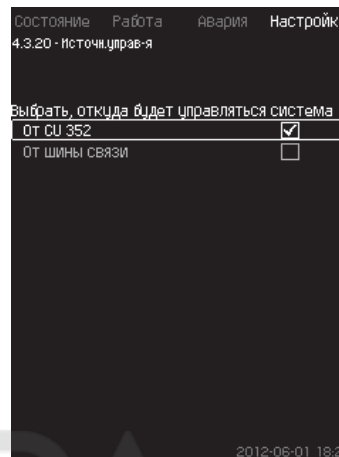 Состояние Работа Авария Настройк
4.3.20 - Источн.управ-я
Выбрать, откуда будет управляться система
От CU 352
От шины связи
2012-06-01 18:2